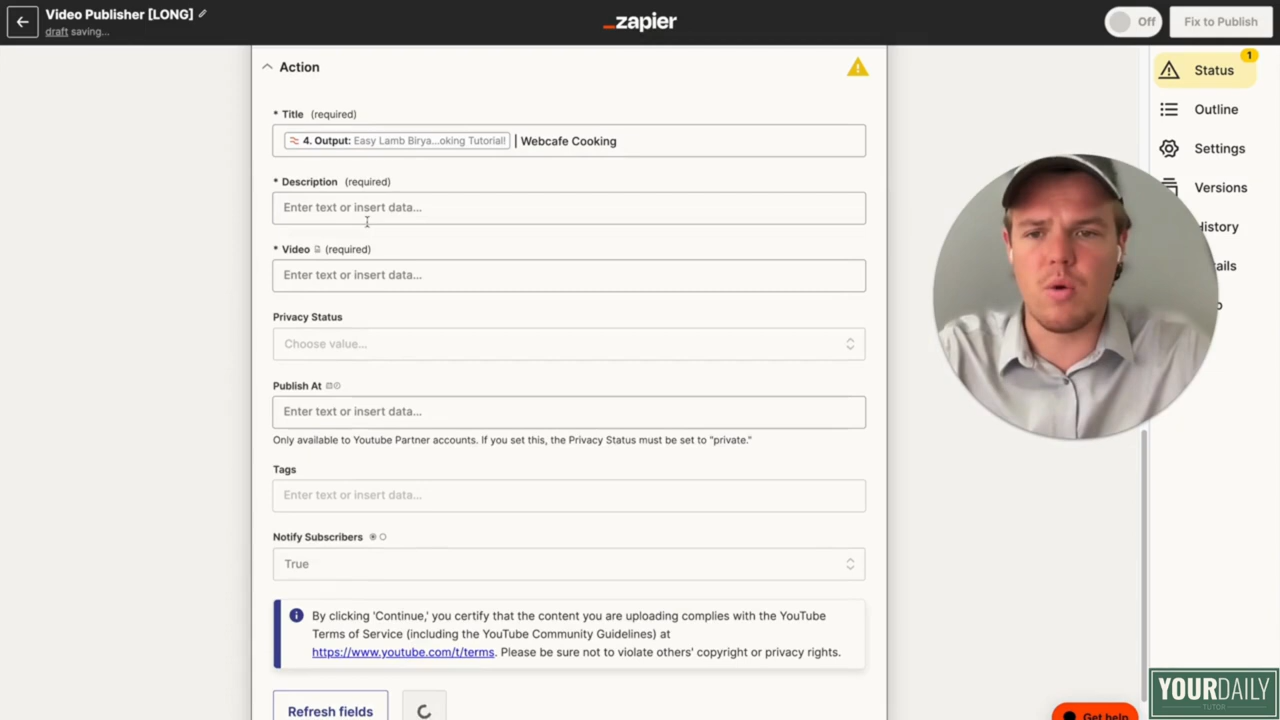 Video Publisher [LONG]
draft saving...
_zapier
Off
Fix to Publish
Action
* Title (required)
4. Output: Easy Lamb Birya...oking Tutorial! | Webcafe Cooking
* Description (required)
Enter text or insert data...
* Video (required)
Enter text or insert data...
Privacy Status
Choose value...
Publish At
Enter text or insert data...
Only available to Youtube Partner accounts. If you set this, the Privacy Status must be set to "private."
Tags
Enter text or insert data...
Notify Subscribers
True
By clicking 'Continue,' you certify that the content you are uploading complies with the YouTube
Terms of Service (including the YouTube Community Guidelines) at
https://www.youtube.com/t/terms. Please be sure not to violate others' copyright or privacy rights.
Refresh fields
1
Status
Outline
Settings
Versions
Get help
YOURDAILY
TUTOR